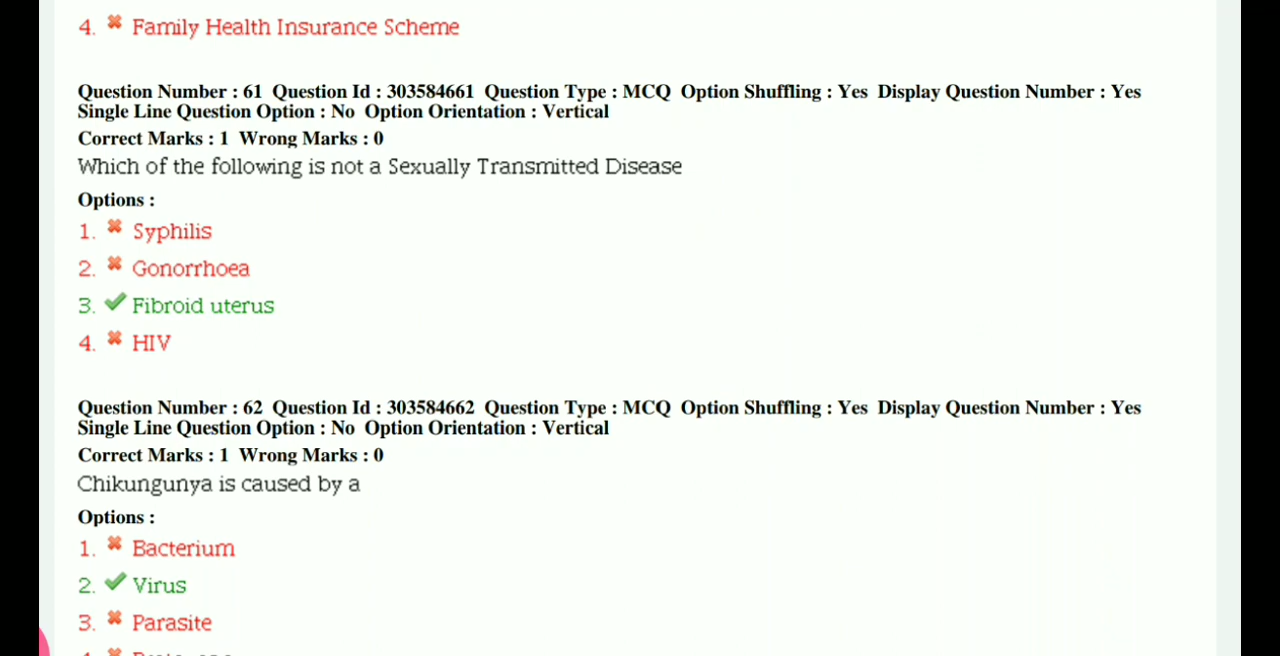 4. Family Health Insurance Scheme
Question Number : 61 Question Id : 303584661 Question Type : MCQ Option Shuffling : Yes Display Question Number : Yes
Single Line Question Option : No Option Orientation : Vertical
Correct Marks : 1 Wrong Marks : 0
Which of the following is not a Sexually Transmitted Disease
Options :
1. Syphilis
2. Gonorrhoea
3. Fibroid uterus
4. HIV
Question Number : 62 Question Id : 303584662 Question Type : MCQ Option Shuffling : Yes Display Question Number : Yes
Single Line Question Option : No Option Orientation : Vertical
Correct Marks : 1 Wrong Marks : 0
Chikungunya is caused by a
Options :
1. Bacterium
2. Virus
3. Parasite